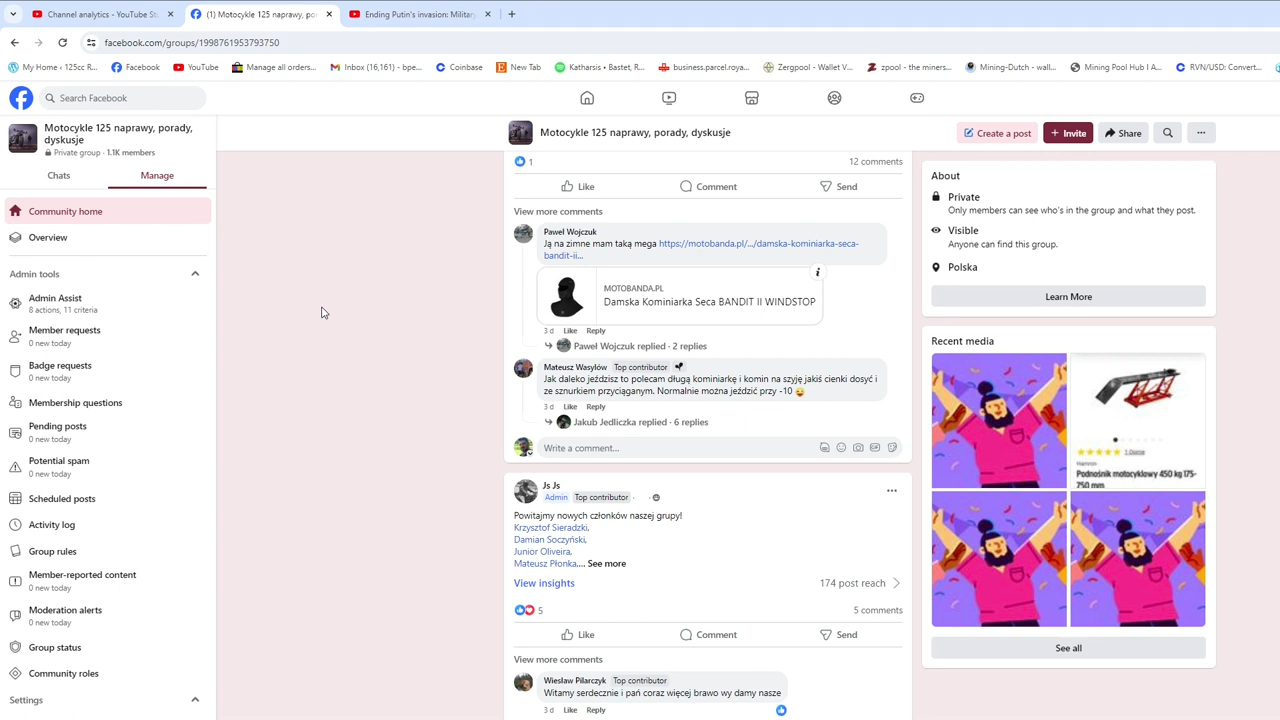 Channel analytics - YouTube St
(1) Motocykle 125 naprawy, po
Ending Putin's invasion: Military
facebook.com/groups/1998761953793750
My Home ‹ 125cc R...
Facebook
YouTube
Manage all orders...
Inbox (16,161) - bpe...
Coinbase
New Tab
Katharsis • Bastet, R...
business.parcel.roya...
Zergpool - Wallet V...
zpool - the miners...
Mining-Dutch - wall...
Mining Pool Hub I A...
RVN/USD: Convert...
Search Facebook
Motocykle 125 naprawy, porady,
dyskusje
Private group · 1.1K members
Chats
Manage
Community home
Overview
Admin tools
Admin Assist
8 actions, 11 criteria
Member requests
0 new today
Badge requests
0 new today
Membership questions
Pending posts
0 new today
Potential spam
0 new today
Scheduled posts
Activity log
Group rules
Member-reported content
0 new today
Moderation alerts
0 new today
Group status
Community roles
Settings
Motocykle 125 naprawy, porady, dyskusje
Create a post
Invite
Share
1
12 comments
Like
Comment
Send
View more comments
Paweł Wojczuk
Ją na zimne mam taką mega https://motobanda.pl/.../damska-kominiarka-seca-
bandit-ii...
MOTOBANDA.PL
Damska Kominiarka Seca BANDIT II WINDSTOP
3 d Like Reply
Paweł Wojczuk replied · 2 replies
Mateusz Wasylów Top contributor
Jak daleko jeździsz to polecam długą kominiarkę i komin na szyję jakiś cienki dosyć i
ze sznurkiem przyciąganym. Normalnie można jeździć przy -10
3 d Like Reply
Jakub Jedliczka replied · 6 replies
Write a comment...
Js Js
Admin Top contributor ·
Powitajmy nowych członków naszej grupy!
Krzysztof Sieradzki,
Damian Soczyński,
Junior Oliveira,
Mateusz Płonka,... See more
View insights
174 post reach
5
5 comments
Like
Comment
Send
View more comments
Wiesław Pilarczyk Top contributor
Witamy serdecznie i pań coraz więcej brawo wy damy nasze
3 d Like Reply
About
Private
Only members can see who's in the group and what they post.
Visible
Anyone can find this group.
Polska
Learn More
Recent media
Hamron
Podnośnik motocyklowy 450 kg 175-
750 mm
See all